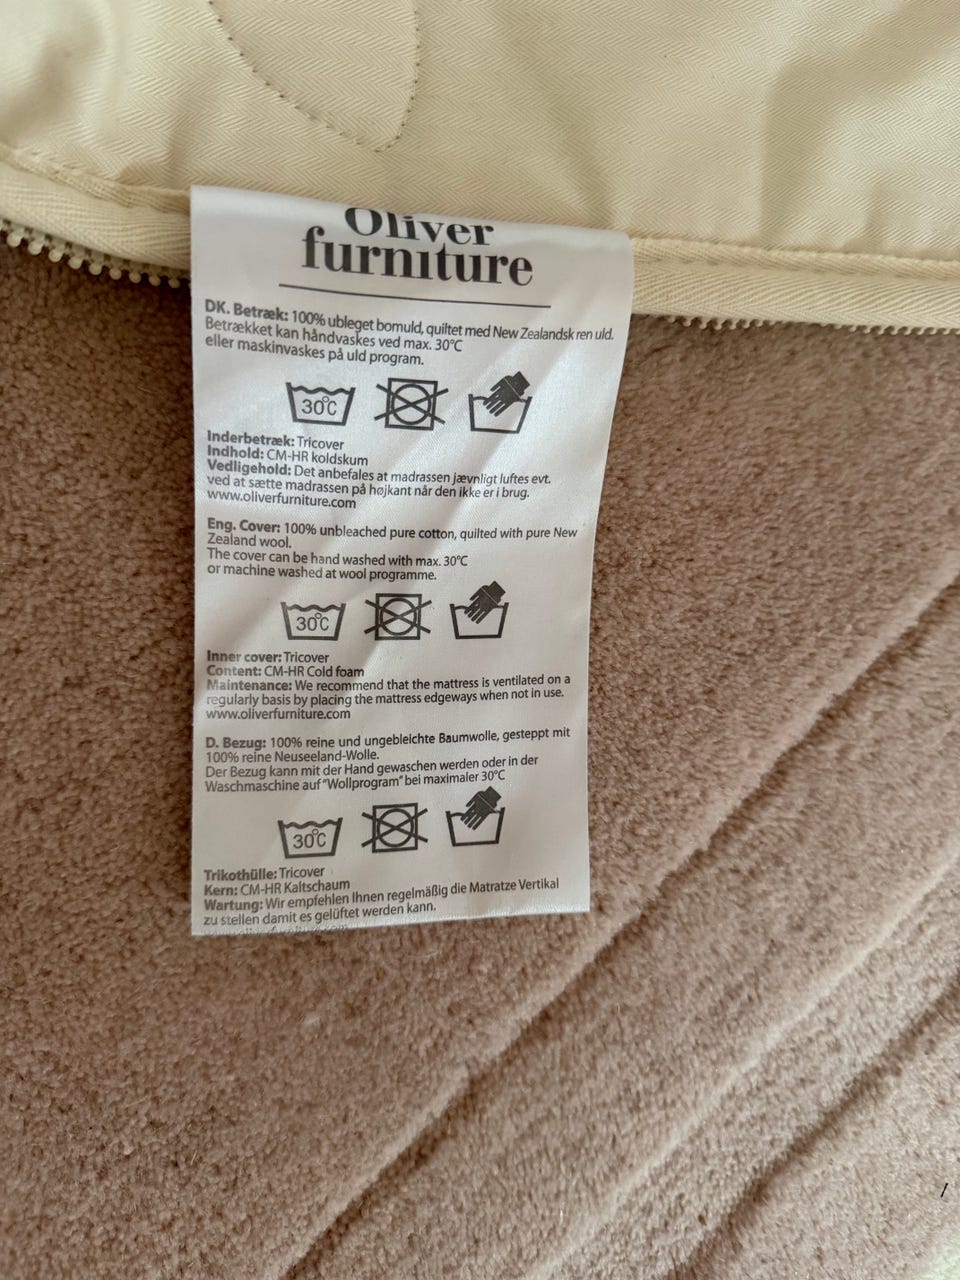 Oliver
furniture
DK. Betræk: 100% ubleget bomuld, quiltet med New Zealandsk ren uld.
Betrækket kan håndvaskes ved max. 30°C
eller maskinvaskes på uld program.
30°C
Inderbetræk: Tricover
Indhold: CM-HR koldskum
Vedligehold: Det anbefales at madrassen jævnligt luftes evt.
ved at sætte madrassen på højkant når den ikke er i brug.
www.oliverfurniture.com
Eng. Cover: 100% unbleached pure cotton, quilted with pure New
Zealand wool.
The cover can be hand washed with max. 30°C
or machine washed at wool programme.
30°C
Inner cover: Tricover
Content: CM-HR Cold foam
Maintenance: We recommend that the mattress is ventilated on a
regularly basis by placing the mattress edgeways when not in use.
www.oliverfurniture.com
D. Bezug: 100% reine und ungebleichte Baumwolle, gesteppt mit
100% reine Neuseeland-Wolle.
Der Bezug kann mit der Hand gewaschen werden oder in der
Waschmaschine auf "Wollprogram" bei maximaler 30°C
30°C
Trikothülle: Tricover
Kern: CM-HR Kaltschaum
Wartung: Wir empfehlen Ihnen regelmäßig die Matratze Vertikal
zu stellen damit es gelüftet werden kann.